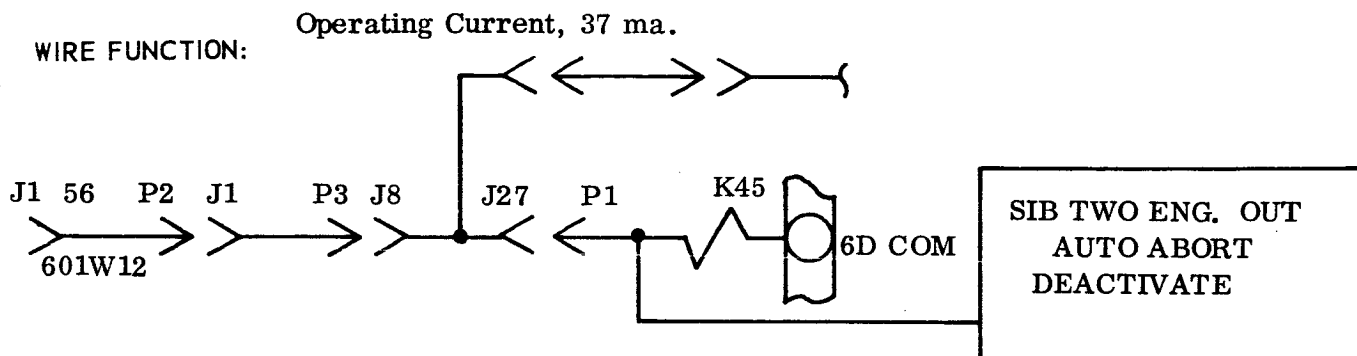 Operating Current, 37 ma.
WIRE FUNCTION:
J1 56 P2 J1 P3 J8 J27 P1 K45
601W12
6D COM
SIB TWO ENG. OUT
AUTO ABORT
DEACTIVATE